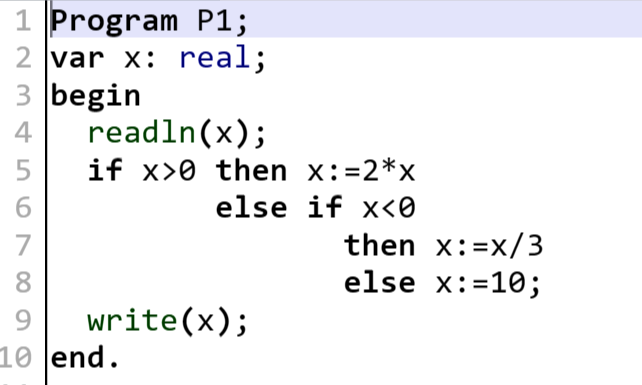 1 Program P1;
2 var x: real;
3 begin
4 readln(x);
5 if x>0 then x:=2*x
6 else if x<0
7 then x:=x/3
8 else x:=10;
9 write(x);
10 end.